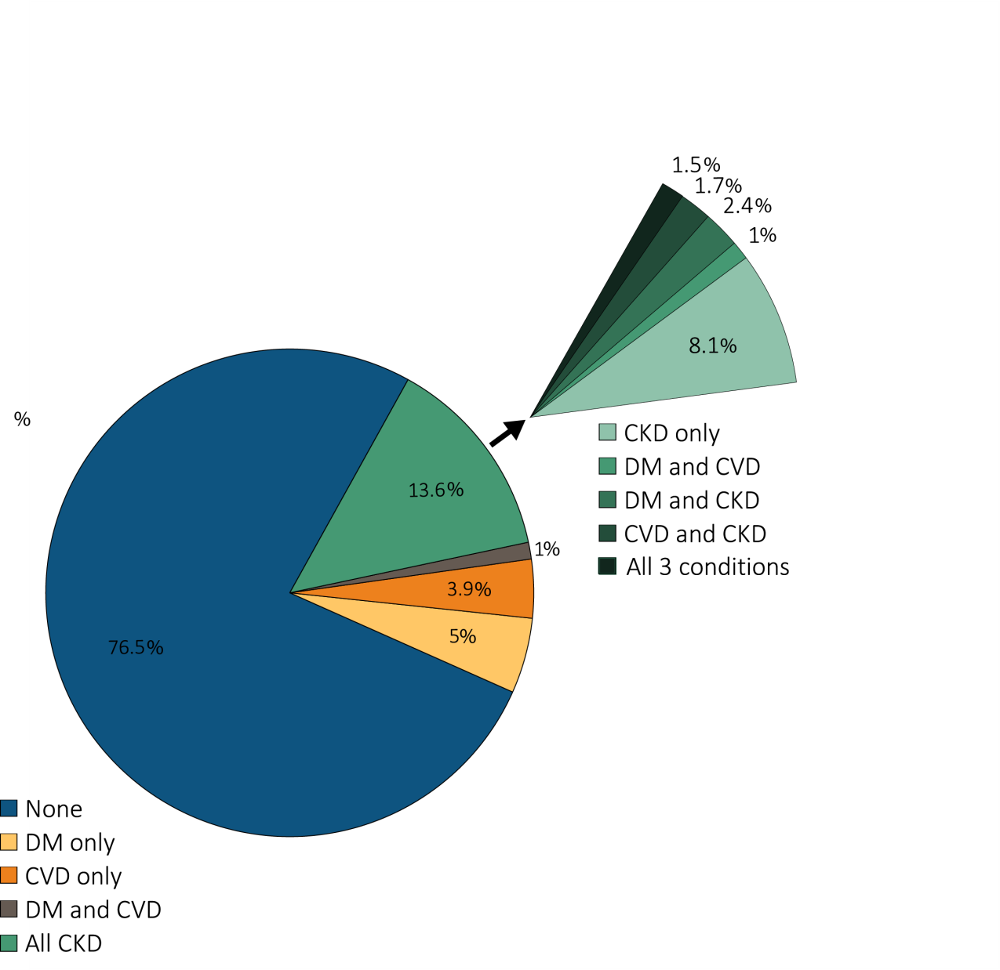 1.5%
1.7%
2.4%
1%
8.1%
%
CKD only
DM and CVD
DM and CKD
CVD and CKD
All 3 conditions
13.6%
1%
3.9%
5%
76.5%
None
DM only
CVD only
DM and CVD
All CKD